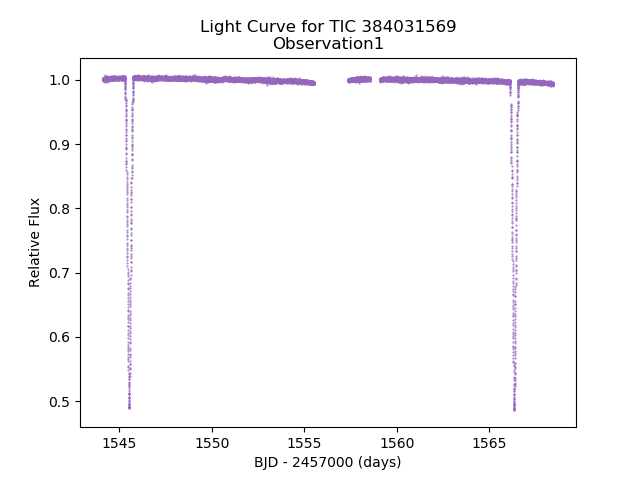 Light Curve for TIC 384031569
Observation1
1.0
0.9
0.8
0.7
0.6
0.5
Relative Flux
1545
1550
1555
1560
1565
BJD - 2457000 (days)